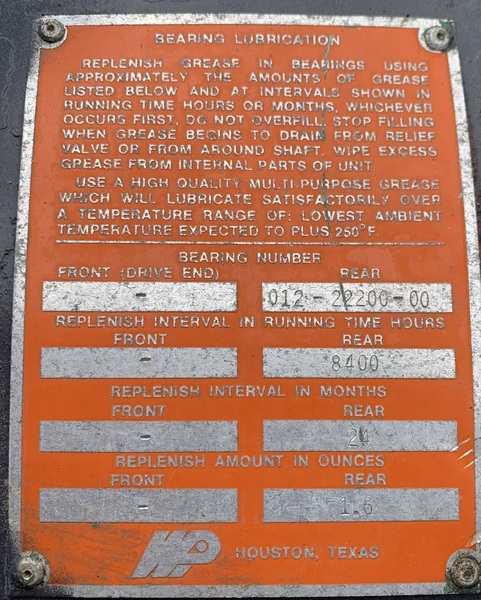 BEARING LUBRICATION
REPLENISH GREASE IN BEARINGS USING
APPROXIMATELY THE AMOUNTS OF GREASE
LISTED BELOW AND AT INTERVALS SHOWN IN
RUNNING TIME HOURS OR MONTHS, WHICHEVER
OCCURS FIRST, DO NOT OVERFILL, STOP FILLING
WHEN GREASE BEGINS TO DRAIN FROM RELIEF
VALVE OR FROM AROUND SHAFT, WIPE EXCESS
GREASE FROM INTERNAL PARTS OF UNIT.
USE A HIGH QUALITY MULTI-PURPOSE GREASE
WHICH WILL LUBRICATE SATISFACTORILY OVER
A TEMPERATURE RANGE OF: LOWEST AMBIENT
TEMPERATURE EXPECTED TO PLUS 250°F.
BEARING NUMBER
FRONT (DRIVE END) REAR
- 012-22200-00
REPLENISH INTERVAL IN RUNNING TIME HOURS
FRONT REAR
- 8400
REPLENISH INTERVAL IN MONTHS
FRONT REAR
- 24
REPLENISH AMOUNT IN OUNCES
FRONT REAR
- 1.6
MP HOUSTON, TEXAS